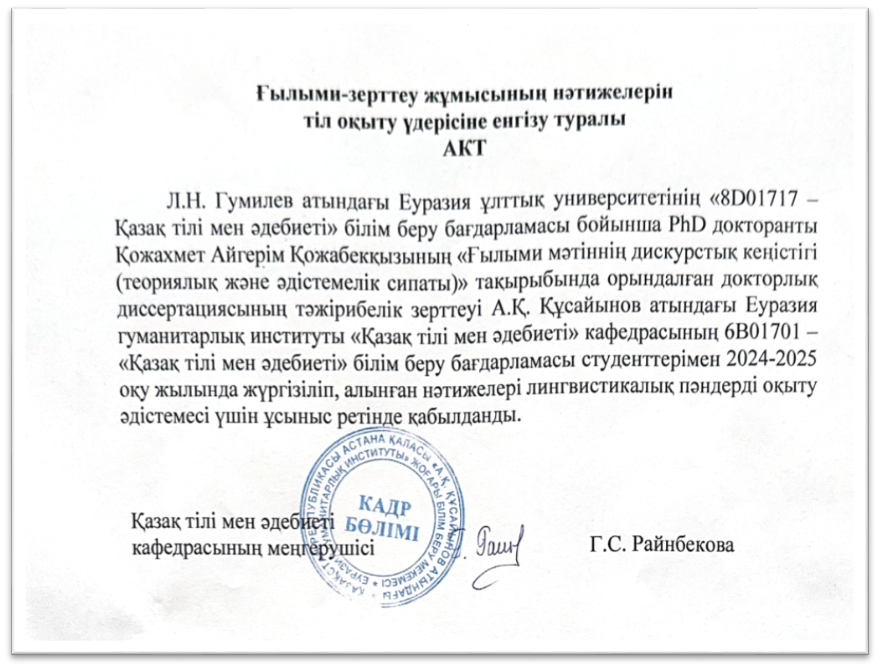 Ғылыми-зерттеу жұмысының нәтижелерін
тіл оқыту үдерісіне енгізу туралы
АКТ
Л.Н. Гумилев атындағы Еуразия ұлттық университетінің «8D01717 –
Қазақ тілі мен әдебиеті» білім беру бағдарламасы бойынша PhD докторанты
Қожахмет Айгерім Қожабекқызының «Ғылыми мәтіннің дискурстық кеңістігі
(теориялық және әдістемелік сипаты)» тақырыбында орындалған докторлық
диссертациясының тәжірибелік зерттеуі А.Қ. Құсайынов атындағы Еуразия
гуманитарлық институты «Қазақ тілі мен әдебиеті» кафедрасының 6В01701 –
«Қазақ тілі мен әдебиеті» білім беру бағдарламасы студенттерімен 2024-2025
оқу жылында жүргізіліп, алынған нәтижелері лингвистикалық пәндерді оқыту
әдістемесі үшін ұсыныс ретінде қабылданды.
КАДР
БӨЛІМІ
Қазақ тілі мен әдебиеті
кафедрасының меңгерушісі
Г.С. Райнбекова